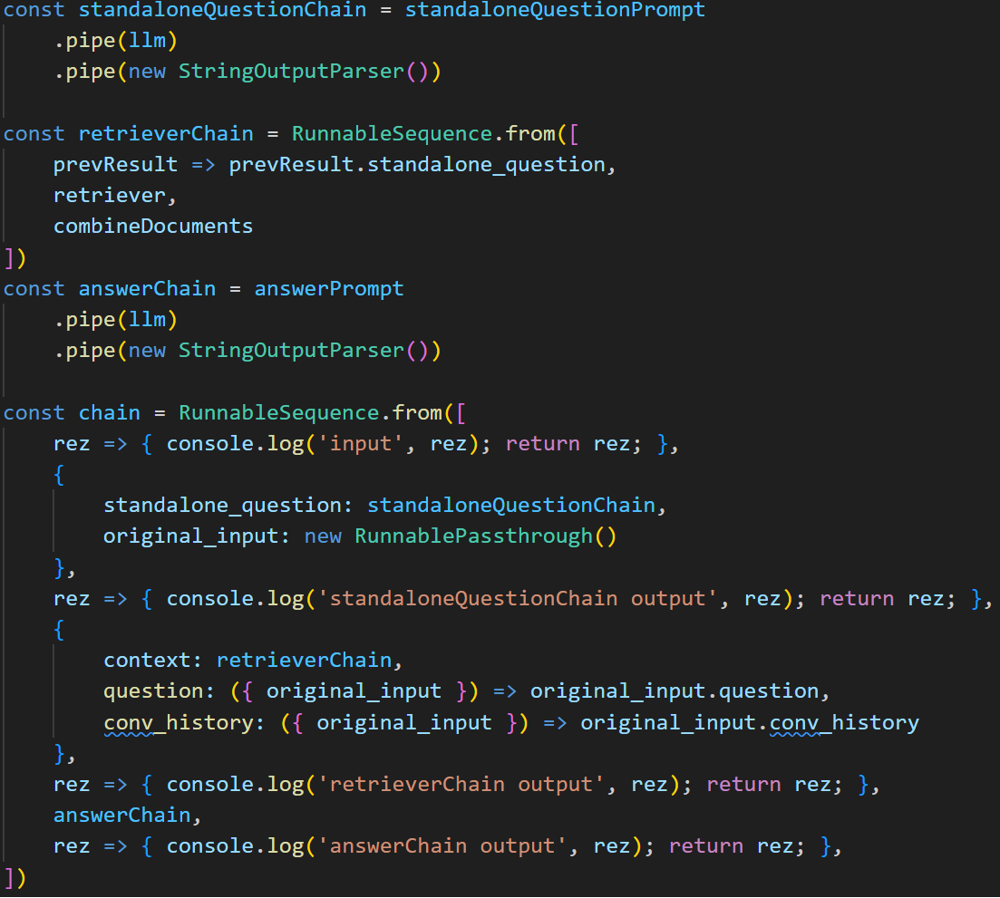 const standaloneQuestionChain = standaloneQuestionPrompt
    .pipe(llm)
    .pipe(new StringOutputParser())

const retrieverChain = RunnableSequence.from([
    prevResult => prevResult.standalone_question,
    retriever,
    combineDocuments
])
const answerChain = answerPrompt
    .pipe(llm)
    .pipe(new StringOutputParser())

const chain = RunnableSequence.from([
    rez => { console.log('input', rez); return rez; },
    {
        standalone_question: standaloneQuestionChain,
        original_input: new RunnablePassthrough()
    },
    rez => { console.log('standaloneQuestionChain output', rez); return rez; },
    {
        context: retrieverChain,
        question: ({ original_input }) => original_input.question,
        conv_history: ({ original_input }) => original_input.conv_history
    },
    rez => { console.log('retrieverChain output', rez); return rez; },
    answerChain,
    rez => { console.log('answerChain output', rez); return rez; },
])